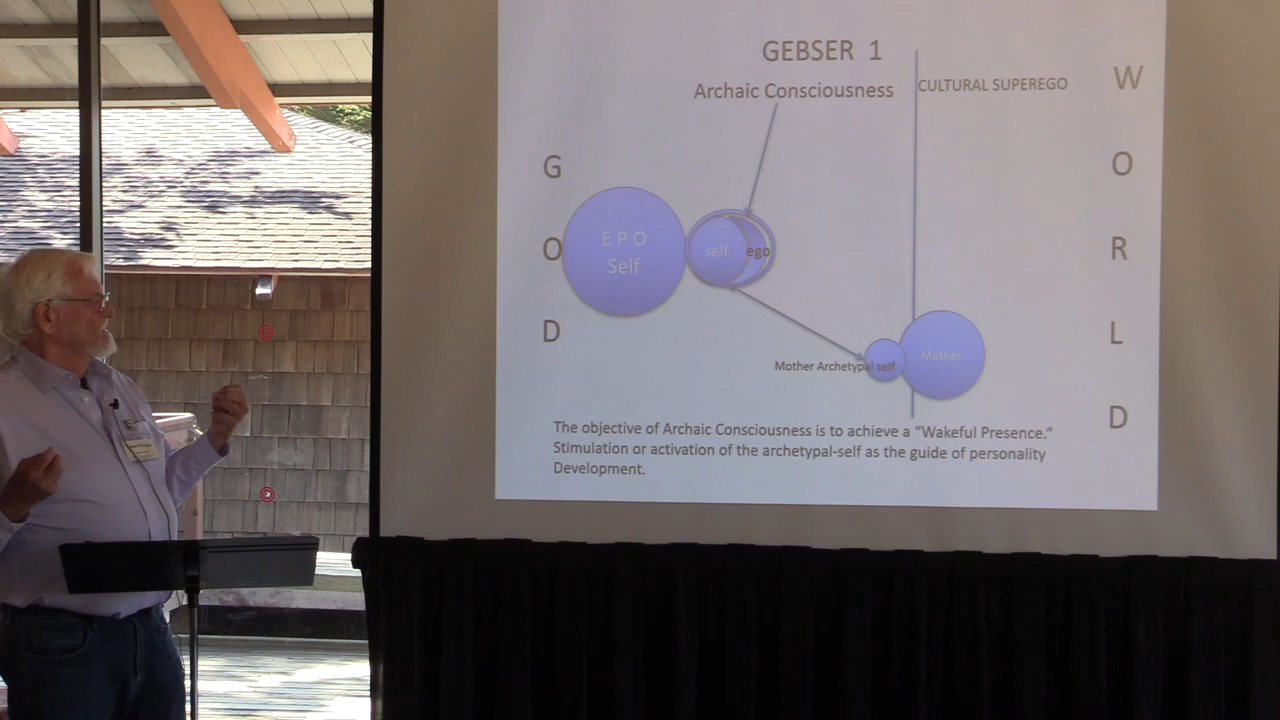 GEBSER 1
Archaic Consciousness
CULTURAL SUPEREGO
W
O
R
L
D
G
O
D
E P O
Self
self
ego
Mother Archetypal self
Mother
The objective of Archaic Consciousness is to achieve a “Wakeful Presence.”
Stimulation or activation of the archetypal-self as the guide of personality
Development.